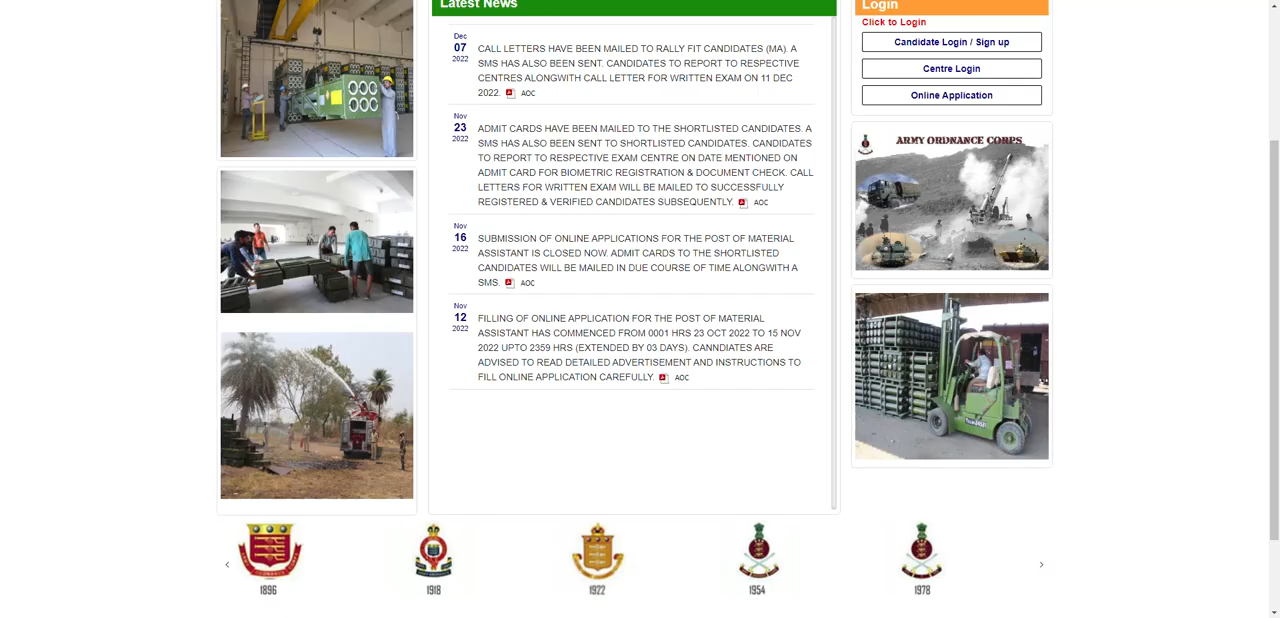 Latest News
Dec
07
2022
CALL LETTERS HAVE BEEN MAILED TO RALLY FIT CANDIDATES (MA). A
SMS HAS ALSO BEEN SENT. CANDIDATES TO REPORT TO RESPECTIVE
CENTRES ALONGWITH CALL LETTER FOR WRITTEN EXAM ON 11 DEC
2022. AOC
Nov
23
2022
ADMIT CARDS HAVE BEEN MAILED TO THE SHORTLISTED CANDIDATES. A
SMS HAS ALSO BEEN SENT TO SHORTLISTED CANDIDATES. CANDIDATES
TO REPORT TO RESPECTIVE EXAM CENTRE ON DATE MENTIONED ON
ADMIT CARD FOR BIOMETRIC REGISTRATION & DOCUMENT CHECK. CALL
LETTERS FOR WRITTEN EXAM WILL BE MAILED TO SUCCESSFULLY
REGISTERED & VERIFIED CANDIDATES SUBSEQUENTLY. AOC
Nov
16
2022
SUBMISSION OF ONLINE APPLICATIONS FOR THE POST OF MATERIAL
ASSISTANT IS CLOSED NOW. ADMIT CARDS TO THE SHORTLISTED
CANDIDATES WILL BE MAILED IN DUE COURSE OF TIME ALONGWITH A
SMS. AOC
Nov
12
2022
FILLING OF ONLINE APPLICATION FOR THE POST OF MATERIAL
ASSISTANT HAS COMMENCED FROM 0001 HRS 23 OCT 2022 TO 15 NOV
2022 UPTO 2359 HRS (EXTENDED BY 03 DAYS). CANNDIATES ARE
ADVISED TO READ DETAILED ADVERTISEMENT AND INSTRUCTIONS TO
FILL ONLINE APPLICATION CAREFULLY. AOC
Login
Click to Login
Candidate Login / Sign up
Centre Login
Online Application
ARMY ORDNANCE CORPS
1896
1918
1922
1954
1978